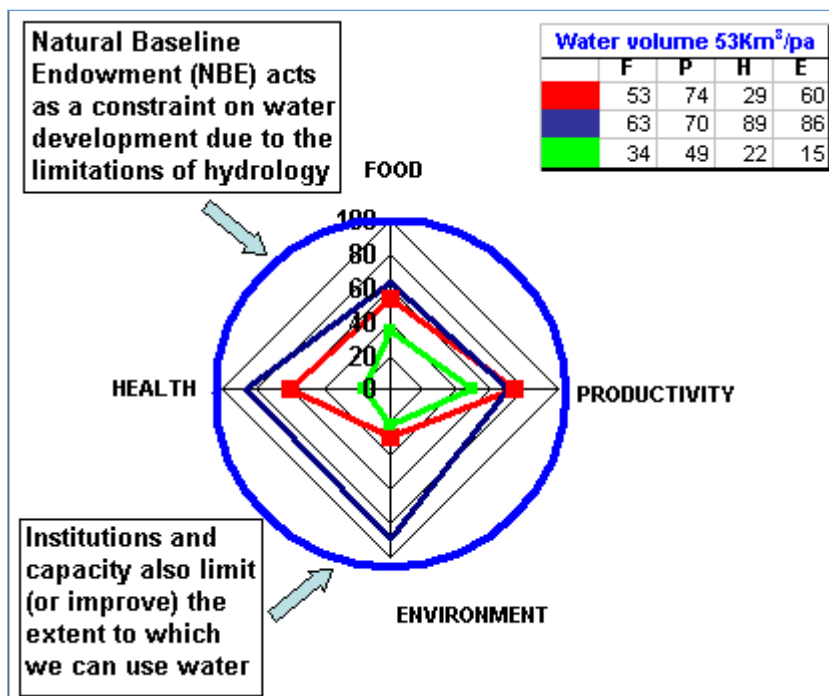 Natural Baseline
Endowment (NBE) acts
as a constraint on water
development due to the
limitations of hydrology
Water volume 53Km³/pa
F P H E
53 74 29 60
63 70 89 86
34 49 22 15
FOOD
100
80
60
40
20
0
HEALTH
PRODUCTIVITY
Institutions and
capacity also limit
(or improve) the
extent to which
we can use water
ENVIRONMENT